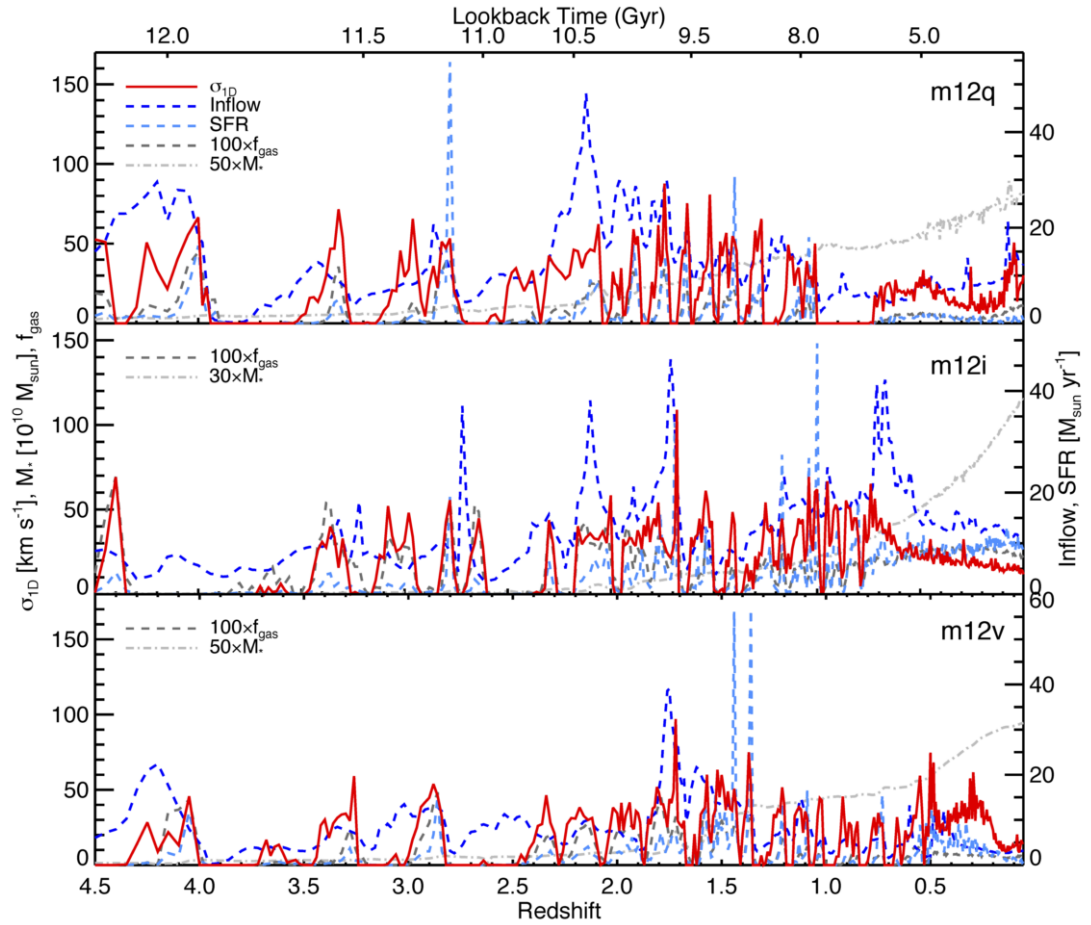 Lookback Time (Gyr)
12.0 11.5 11.0 10.5 9.5 8.0 5.0
150
100
50
0
σ1D
Inflow
SFR
100×fgas
50×M*
m12q
40
20
0
150
100
50
0
100×fgas
30×M*
m12i
40
20
0
σ1D [km s-1], M* [10^10 Msun], fgas
Inflow, SFR [Msun yr-1]
150
100
50
0
100×fgas
50×M*
m12v
60
40
20
0
4.5 4.0 3.5 3.0 2.5 2.0 1.5 1.0 0.5
Redshift